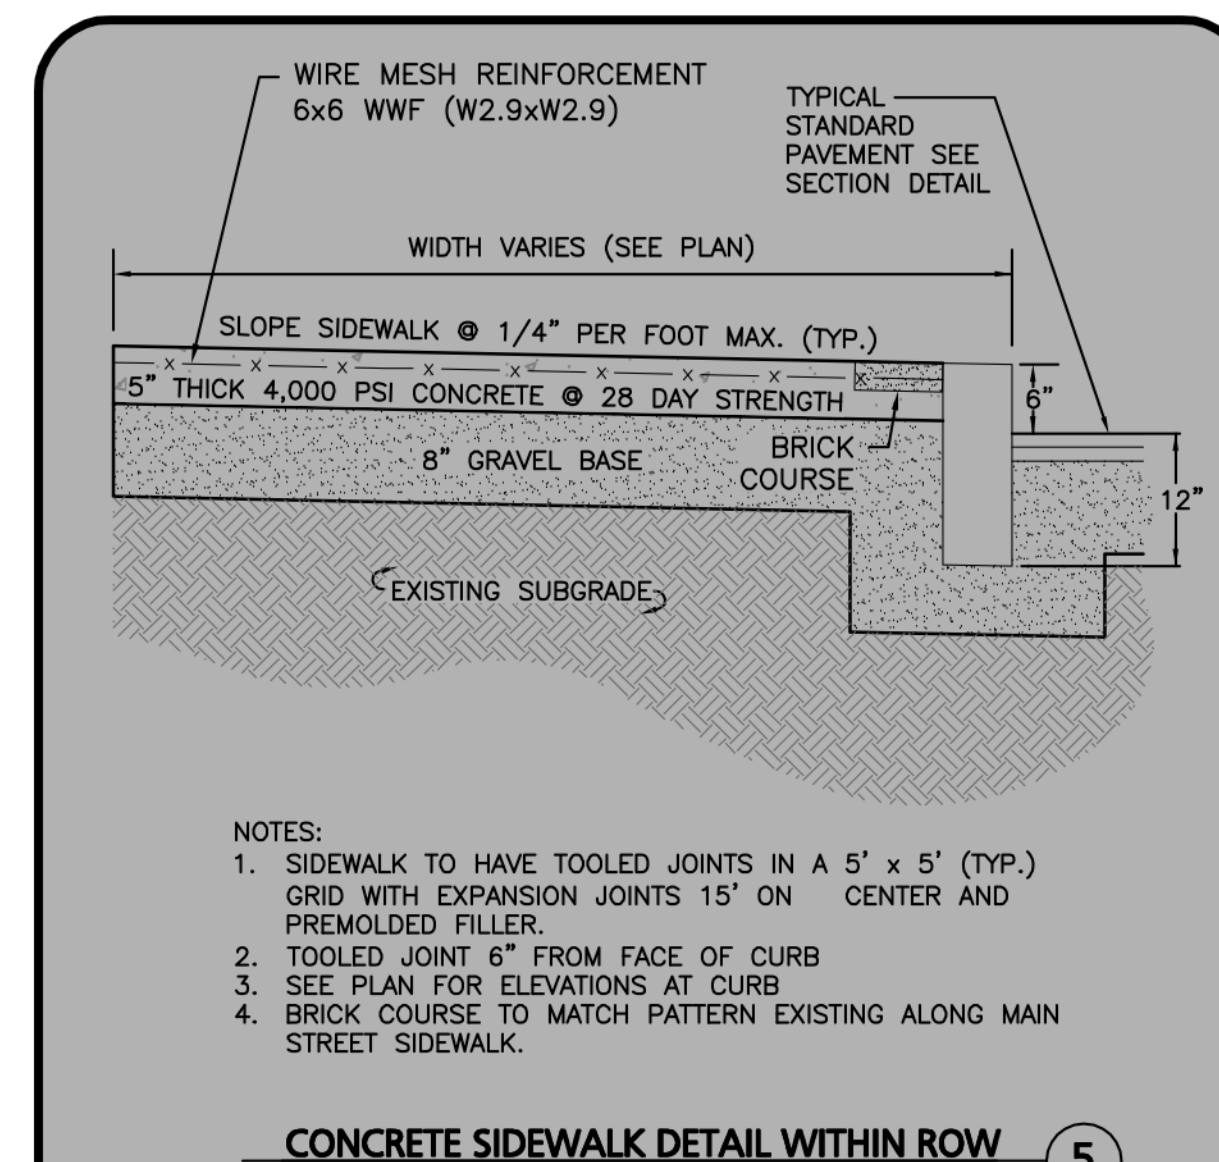 WIRE MESH REINFORCEMENT
6x6 WWF (W2.9xW2.9)
TYPICAL
STANDARD
PAVEMENT SEE
SECTION DETAIL
WIDTH VARIES (SEE PLAN)
SLOPE SIDEWALK @ 1/4" PER FOOT MAX. (TYP.)
5" THICK 4,000 PSI CONCRETE @ 28 DAY STRENGTH
6"
8" GRAVEL BASE
BRICK
COURSE
12"
EXISTING SUBGRADE
NOTES:
1. SIDEWALK TO HAVE TOOLED JOINTS IN A 5' x 5' (TYP.)
GRID WITH EXPANSION JOINTS 15' ON CENTER AND
PREMOLDED FILLER.
2. TOOLED JOINT 6" FROM FACE OF CURB
3. SEE PLAN FOR ELEVATIONS AT CURB
4. BRICK COURSE TO MATCH PATTERN EXISTING ALONG MAIN
STREET SIDEWALK.
CONCRETE SIDEWALK DETAIL WITHIN ROW
5